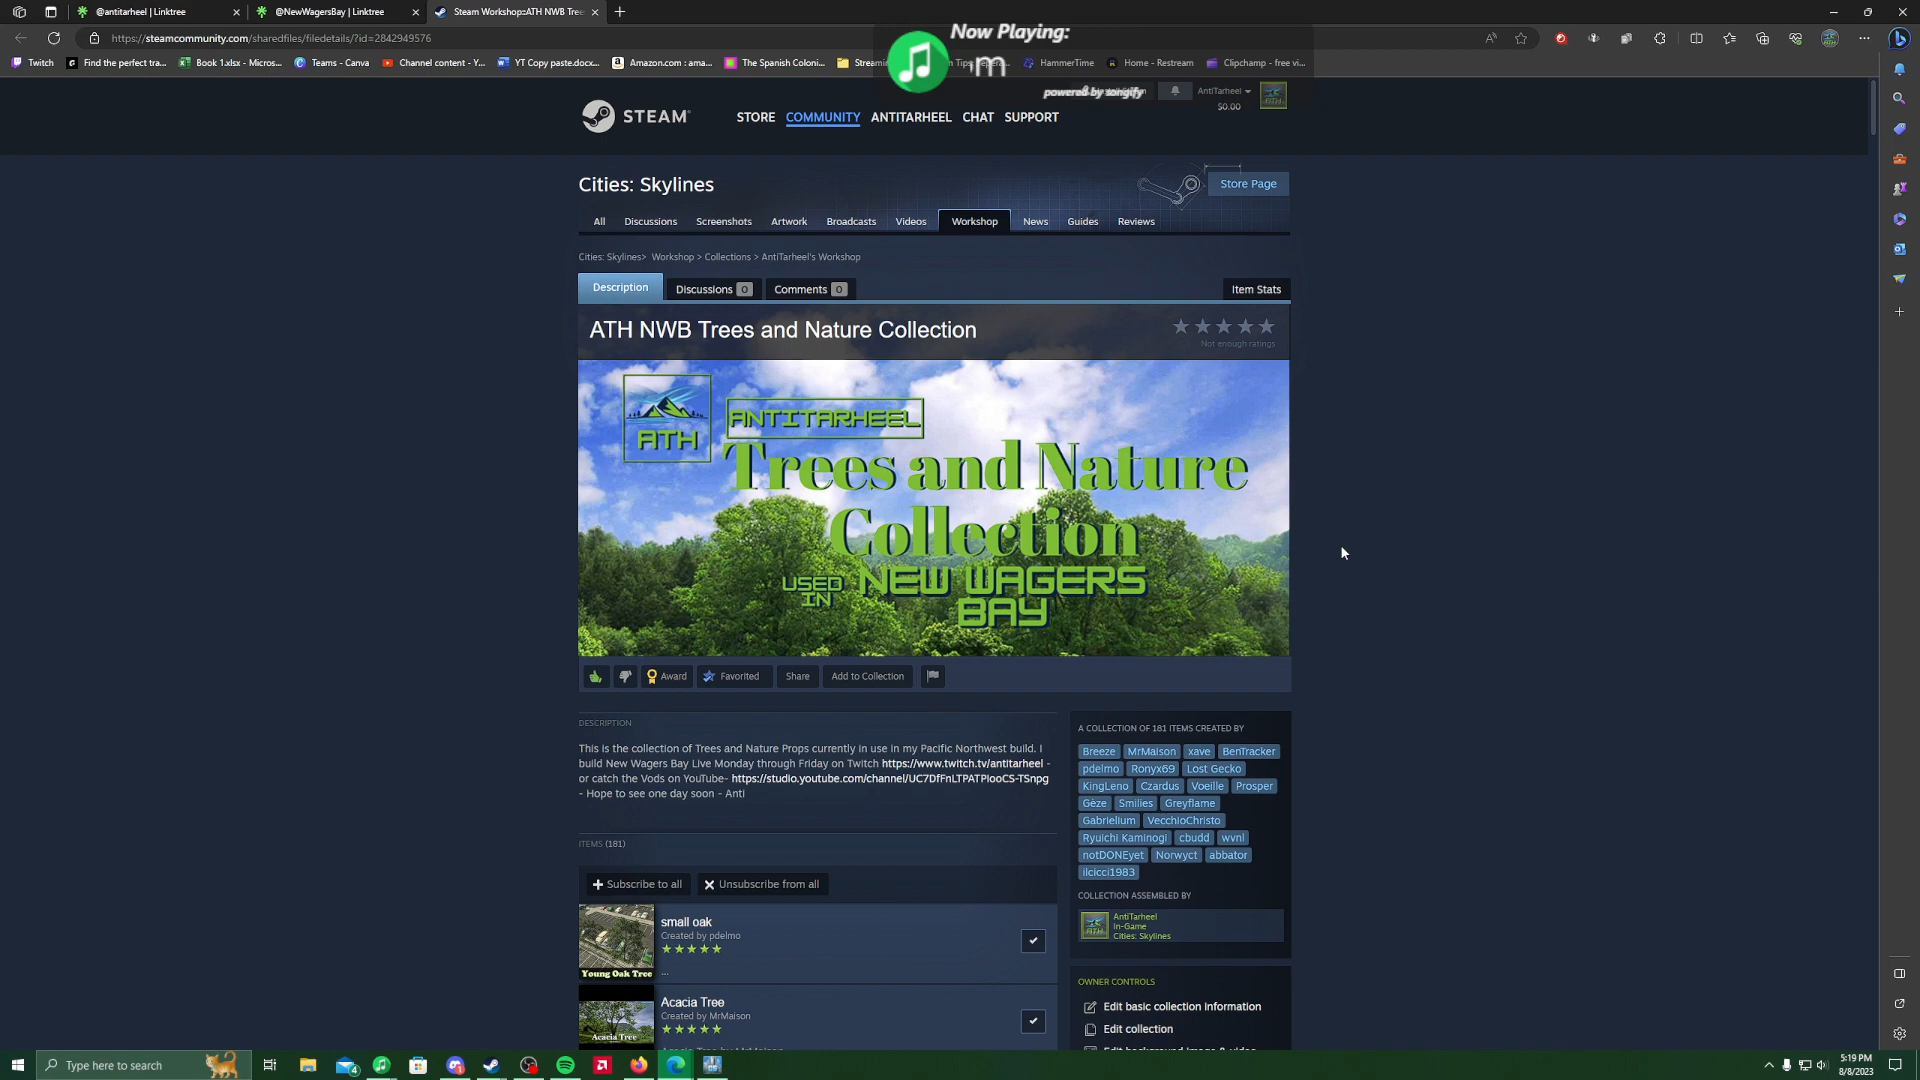 @antitarheel | Linktree
@NewWagersBay | Linktree
Steam Workshop::ATH NWB Tree
https://steamcommunity.com/sharedfiles/filedetails/?id=2842949576
Now Playing:
powered by songify
Twitch
Find the perfect tra...
Book 1.xlsx - Micros...
Teams - Canva
Channel content - Y...
YT Copy paste.docx...
Amazon.com : ama...
The Spanish Coloni...
HammerTime
Home - Restream
Clipchamp - free vi...
STEAM
STORE
COMMUNITY
ANTITARHEEL
CHAT
SUPPORT
AntiTarheel
$0.00
Cities: Skylines
Store Page
All
Discussions
Screenshots
Artwork
Broadcasts
Videos
Workshop
News
Guides
Reviews
Cities: Skylines> Workshop > Collections > AntiTarheel's Workshop
Description
Discussions 0
Comments 0
Item Stats
ATH NWB Trees and Nature Collection
Not enough ratings
ATH
ANTITARHEEL
Trees and Nature
Collection
USED IN
NEW WAGERS
BAY
Award
Favorited
Share
Add to Collection
DESCRIPTION
This is the collection of Trees and Nature Props currently in use in my Pacific Northwest build. I
build New Wagers Bay Live Monday through Friday on Twitch https://www.twitch.tv/antitarheel -
or catch the Vods on YouTube- https://studio.youtube.com/channel/UC7DfFnLTPATPiooCS-TSnpg
- Hope to see one day soon - Anti
ITEMS (181)
Subscribe to all
Unsubscribe from all
small oak
Created by pdelmo
...
Young Oak Tree
Acacia Tree
Created by MrMaison
Acacia Tree
Acacia Tree by MrMaison
A COLLECTION OF 181 ITEMS CREATED BY
Breeze
MrMaison
xave
BenTracker
pdelmo
Ronyx69
Lost Gecko
KingLeno
Czardus
Voeille
Prosper
Gèze
Smilies
Greyflame
Gabrielium
VecchioChristo
Ryuichi Kaminogi
cbudd
wvnl
notDONEyet
Norwyct
abbator
ilcicci1983
COLLECTION ASSEMBLED BY
AntiTarheel
In-Game
Cities: Skylines
OWNER CONTROLS
Edit basic collection information
Edit collection
Edit background image & video
Type here to search
5:19 PM
8/8/2023